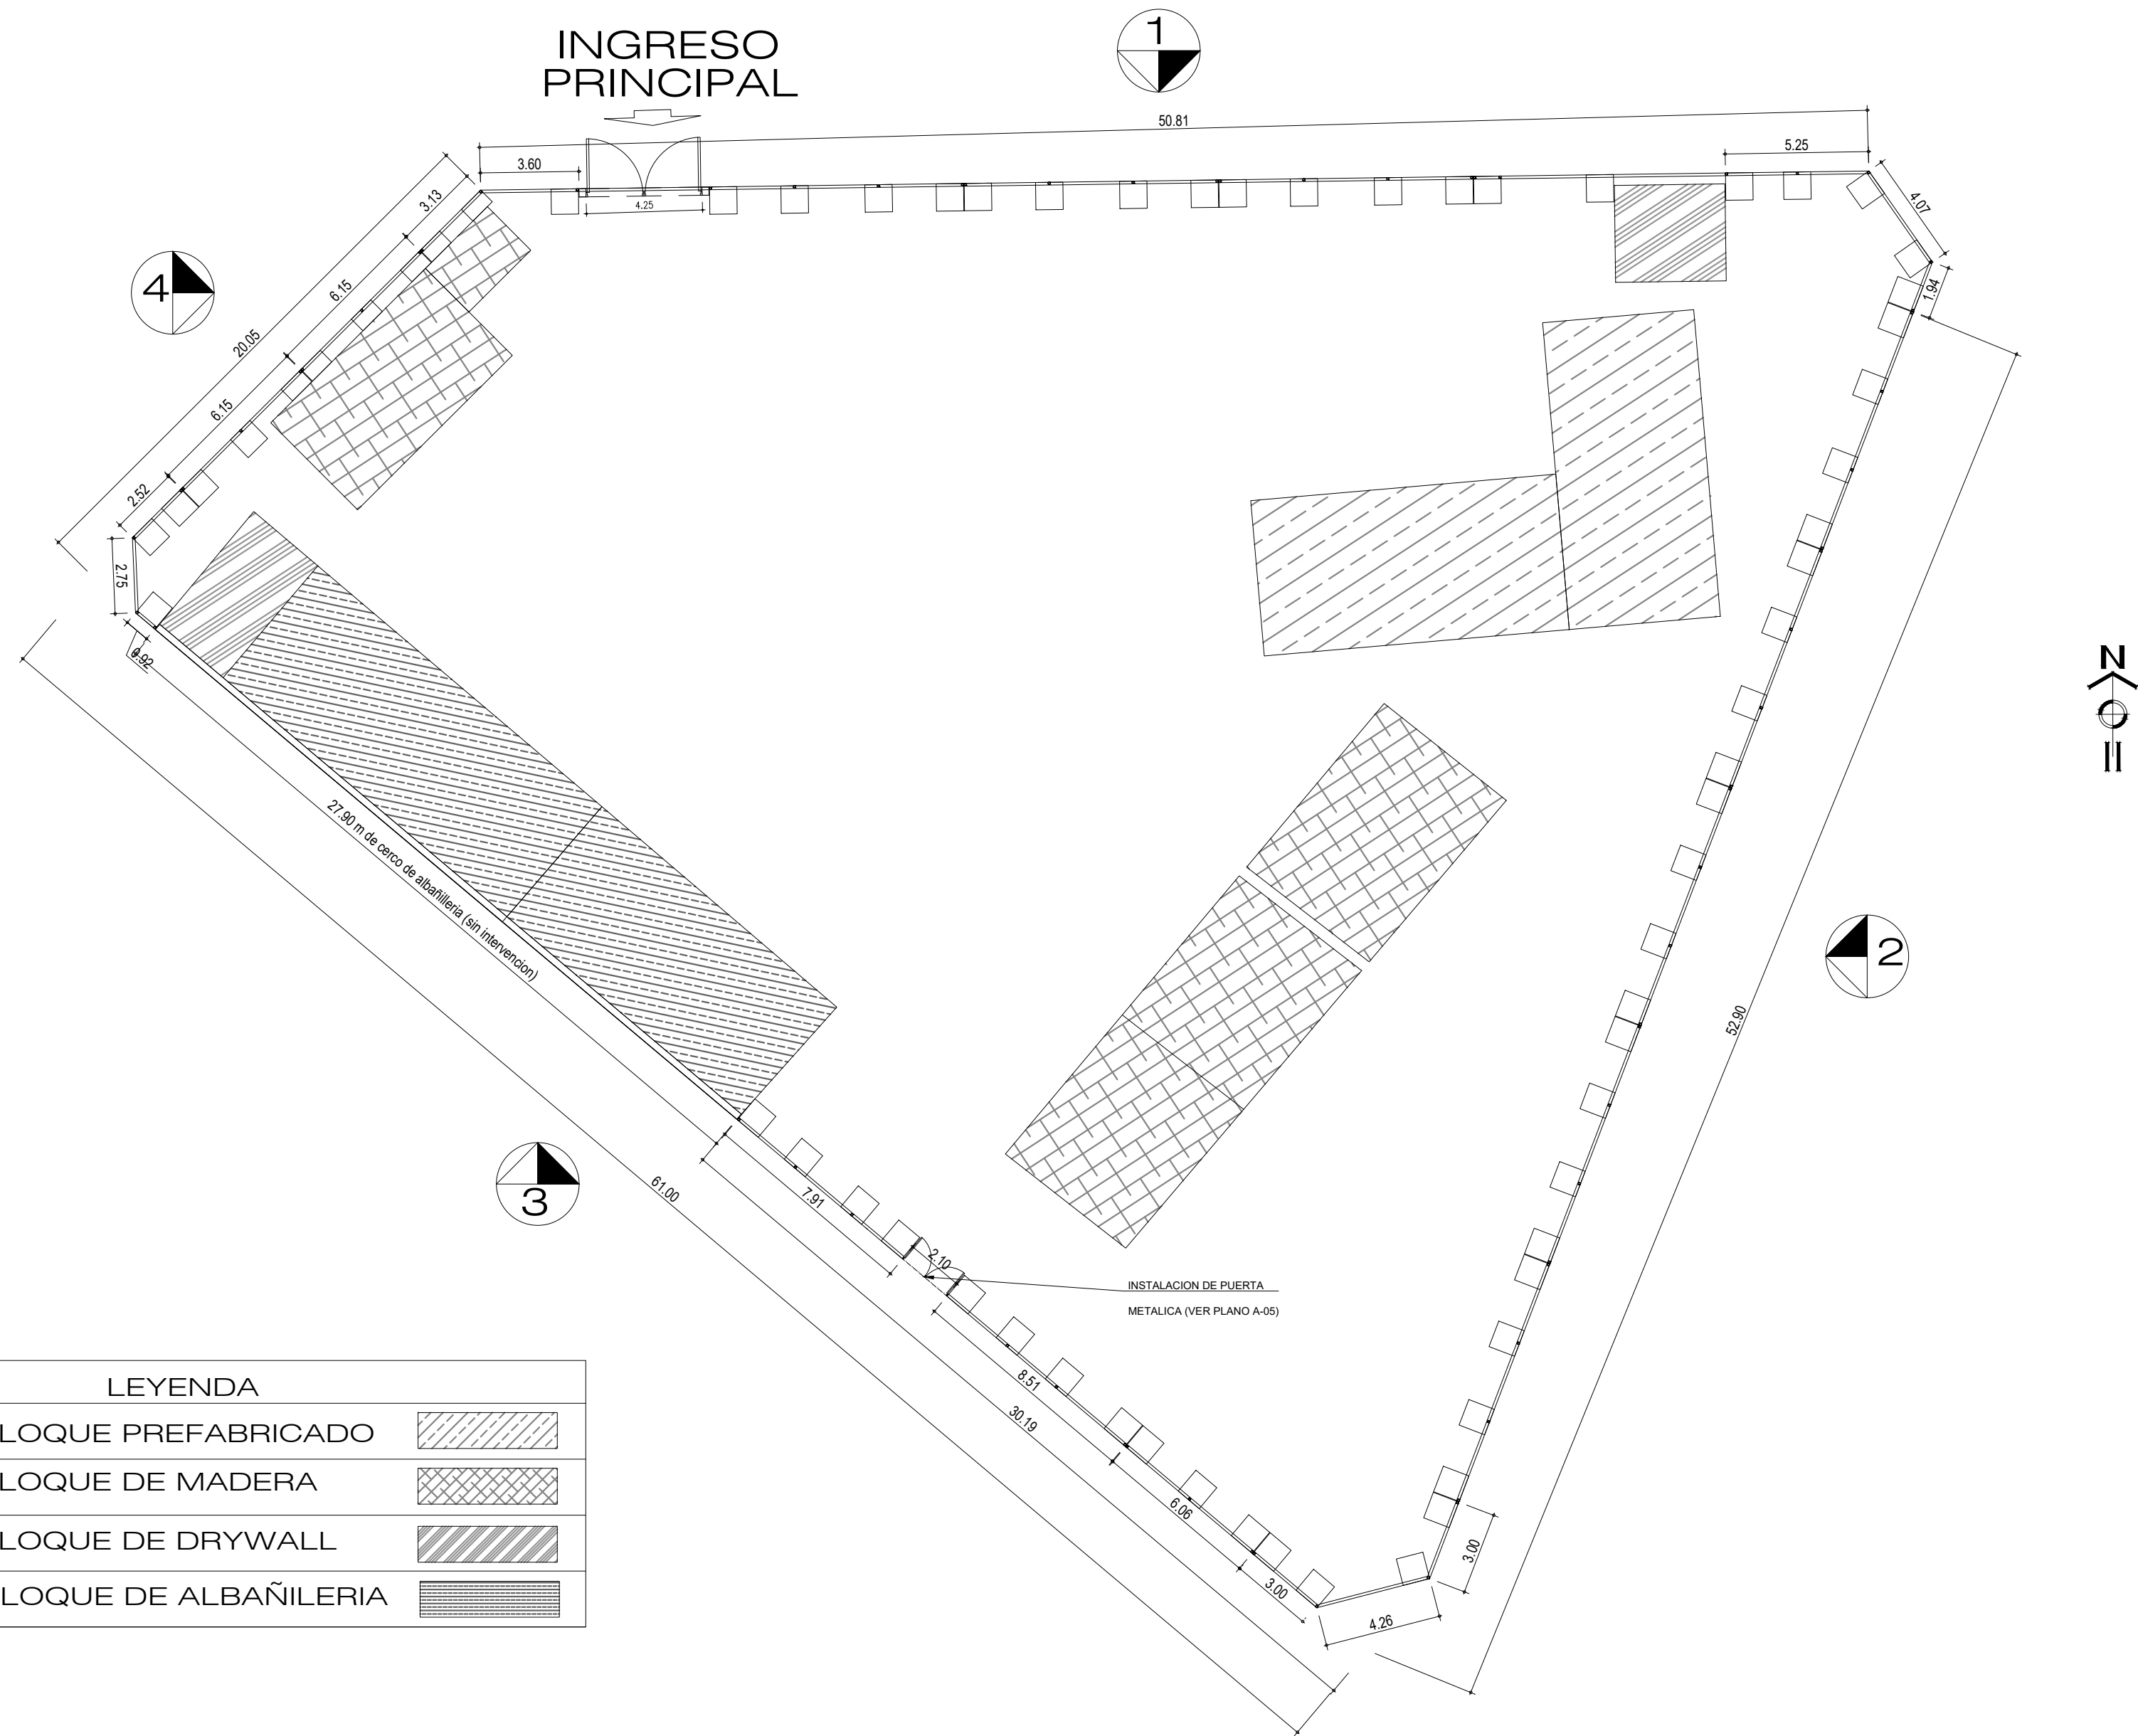 INGRESO
PRINCIPAL
1
50.81
3.60
4.25
5.25
4.07
1.94
3.13
6.15
20.05
6.15
2.52
2.75
0.92
4
N
27.90 m de cerco de albañilleria (sin intervencion)
61.00
3
7.91
2.10
INSTALACION DE PUERTA
METALICA (VER PLANO A-05)
8.51
30.19
6.06
3.00
4.26
3.00
52.90
2
LEYENDA
LOQUE PREFABRICADO
LOQUE DE MADERA
LOQUE DE DRYWALL
LOQUE DE ALBAÑILERIA